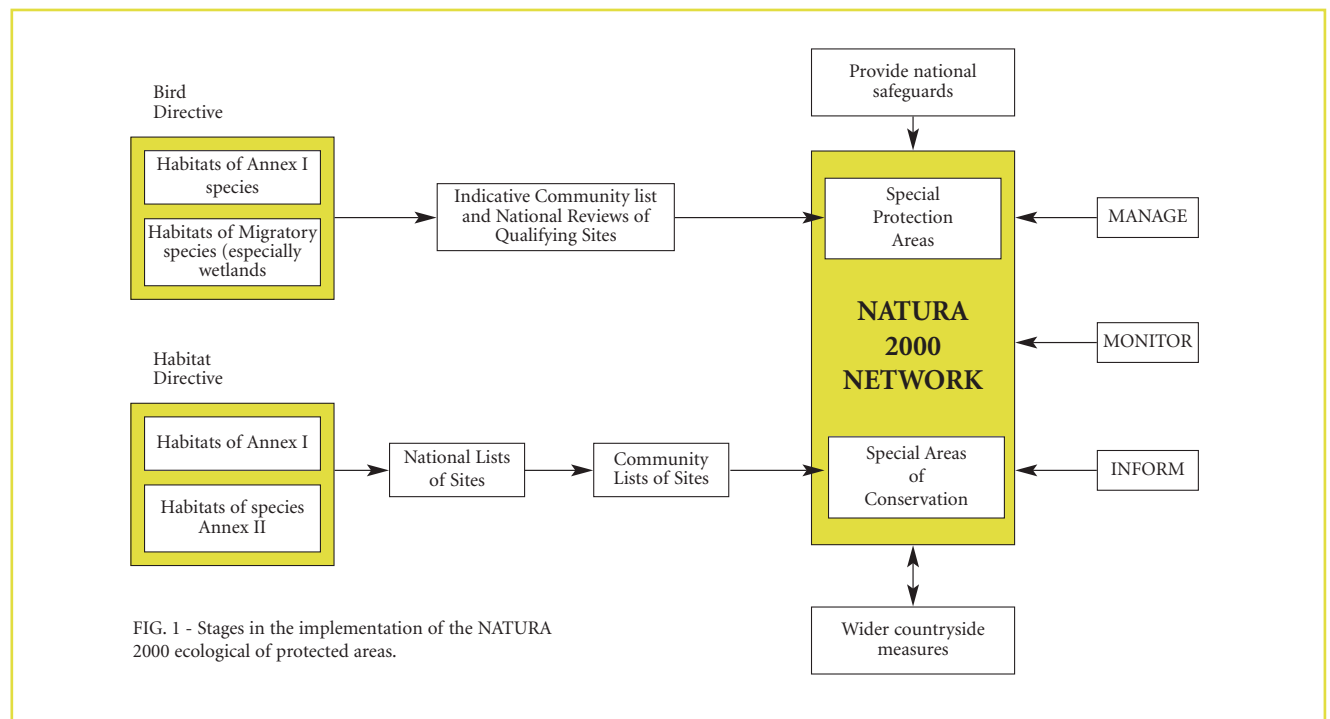 Provide national
safeguards
Bird
Directive
Habitats of Annex I
species
Habitats of Migratory
species (especially
wetlands
Indicative Community list
and National Reviews of
Qualifying Sites
Special
Protection
Areas
MANAGE
NATURA
2000
NETWORK
MONITOR
Habitat
Directive
Habitats of Annex I
Habitats of species
Annex II
National Lists
of Sites
Community
Lists of Sites
Special Areas
of
Conservation
INFORM
Wider countryside
measures
FIG. 1 - Stages in the implementation of the NATURA
2000 ecological of protected areas.